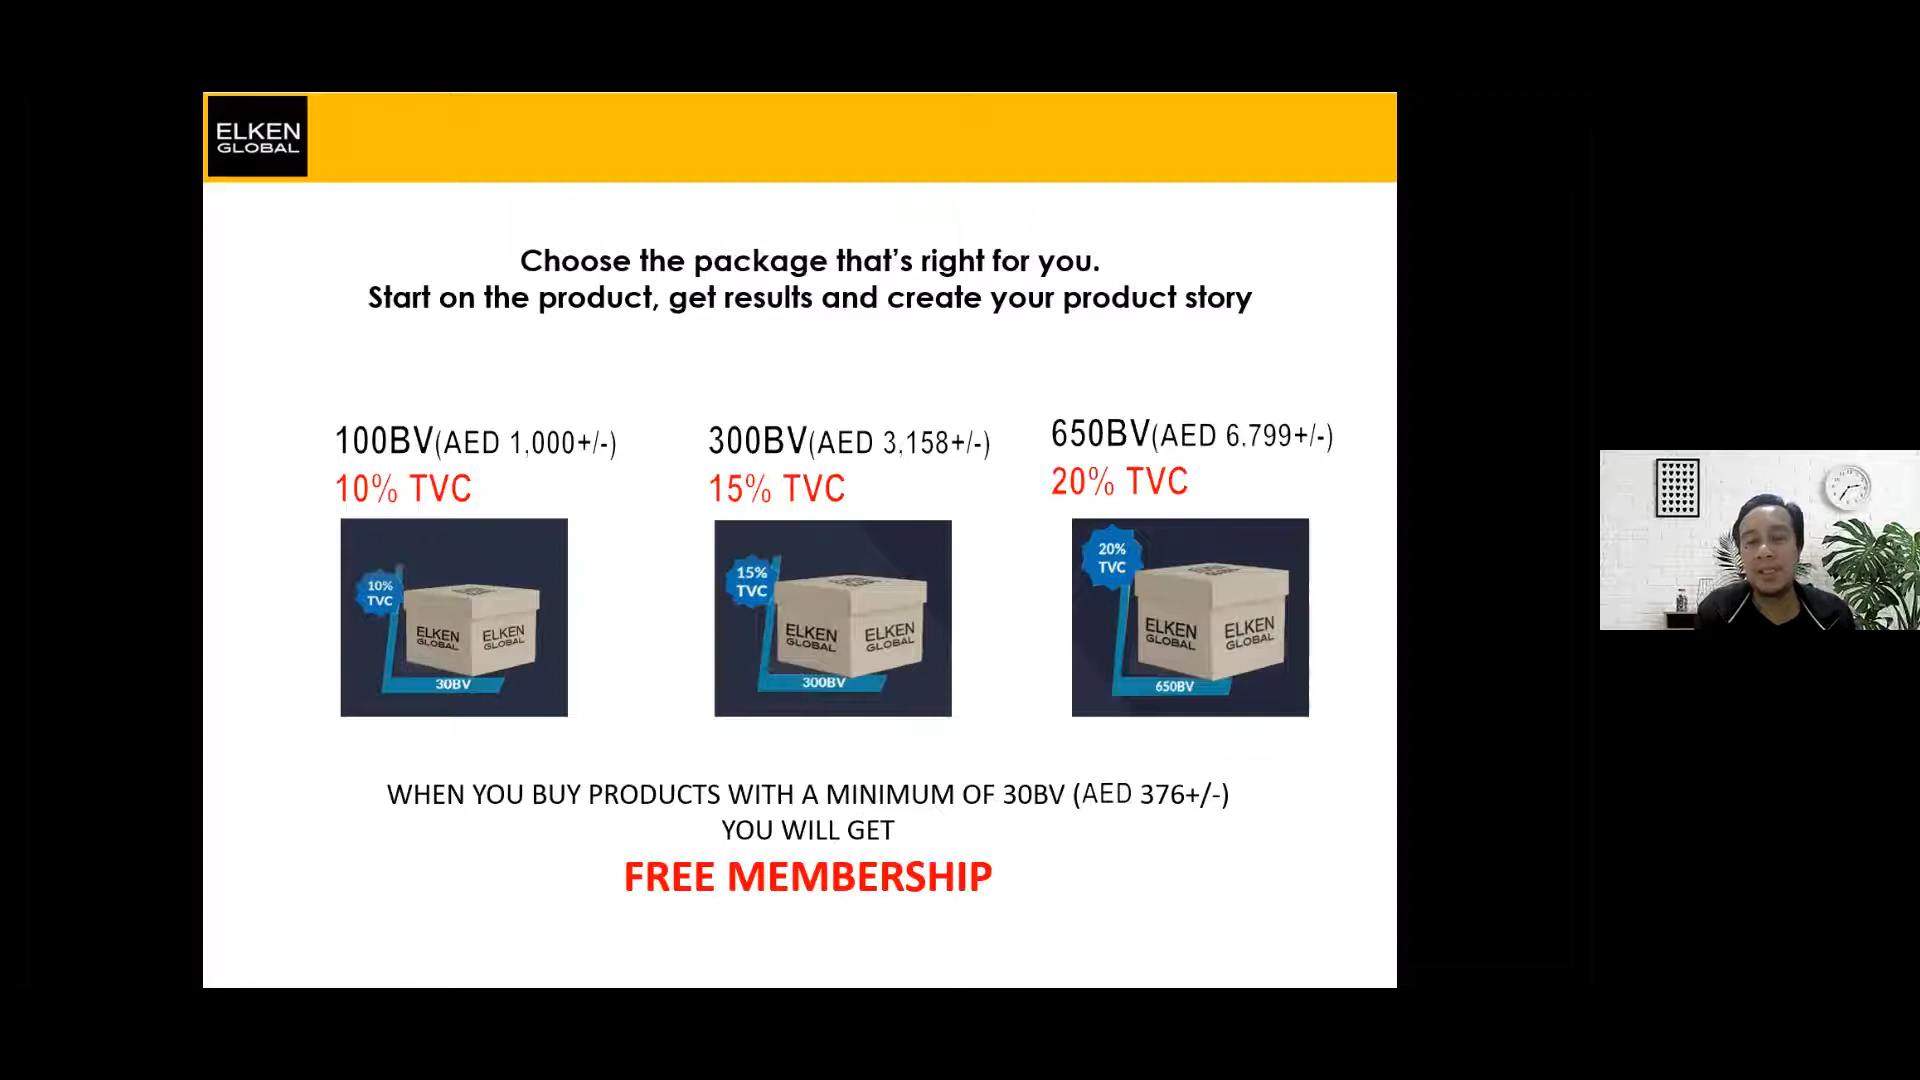 ELKEN
GLOBAL
Choose the package that's right for you.
Start on the product, get results and create your product story
100BV(AED 1,000+/-)
10% TVC
300BV(AED 3,158+/-)
15% TVC
650BV(AED 6,799+/-)
20% TVC
10%
TVC
ELKEN
GLOBAL
ELKEN
GLOBAL
30BV
15%
TVC
ELKEN
GLOBAL
ELKEN
GLOBAL
300BV
20%
TVC
ELKEN
GLOBAL
ELKEN
GLOBAL
650BV
WHEN YOU BUY PRODUCTS WITH A MINIMUM OF 30BV (AED 376+/-)
YOU WILL GET
FREE MEMBERSHIP